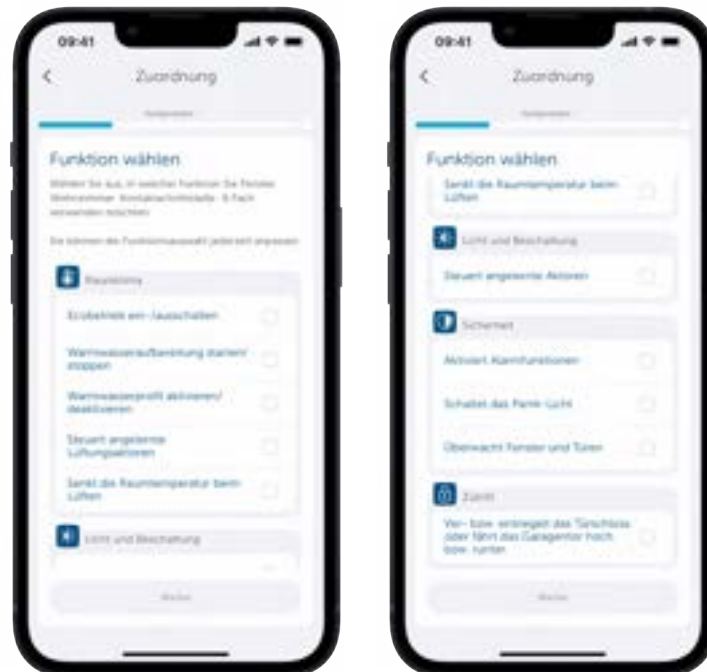 09:41
Zuordnung
Funktion wählen
Wählen Sie aus, in welcher Funktion Sie Fenster
Wohnzimmer Kontaktschnittstelle 6-fach
verwenden möchten
Sie können die Funktionsauswahl jederzeit anpassen
Raumklima
Ecobetrieb ein-/ausschalten
Warmwasseraufbereitung starten/
stoppen
Warmwasserprofil aktivieren/
deaktivieren
Steuert angelernte
Lüftungsaktoren
Senkt die Raumtemperatur beim
Lüften
Licht und Beschattung
Weiter
09:41
Zuordnung
Funktion wählen
Senkt die Raumtemperatur beim
Lüften
Licht und Beschattung
Steuert angelernte Aktoren
Sicherheit
Aktiviert Alarmfunktionen
Schaltet das Panik-Licht
Überwacht Fenster und Türen
Zutritt
Ver- bzw. entriegelt das Türschloss
oder fährt das Garagentor hoch
bzw. runter
Weiter